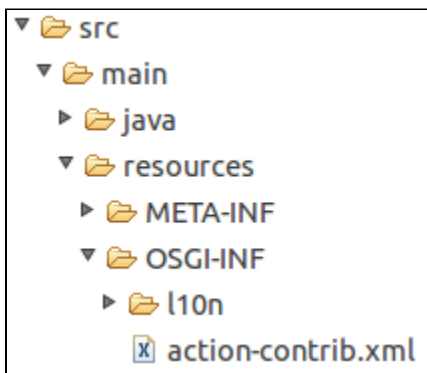 src
main
java
resources
META-INF
OSGI-INF
l10n
action-contrib.xml